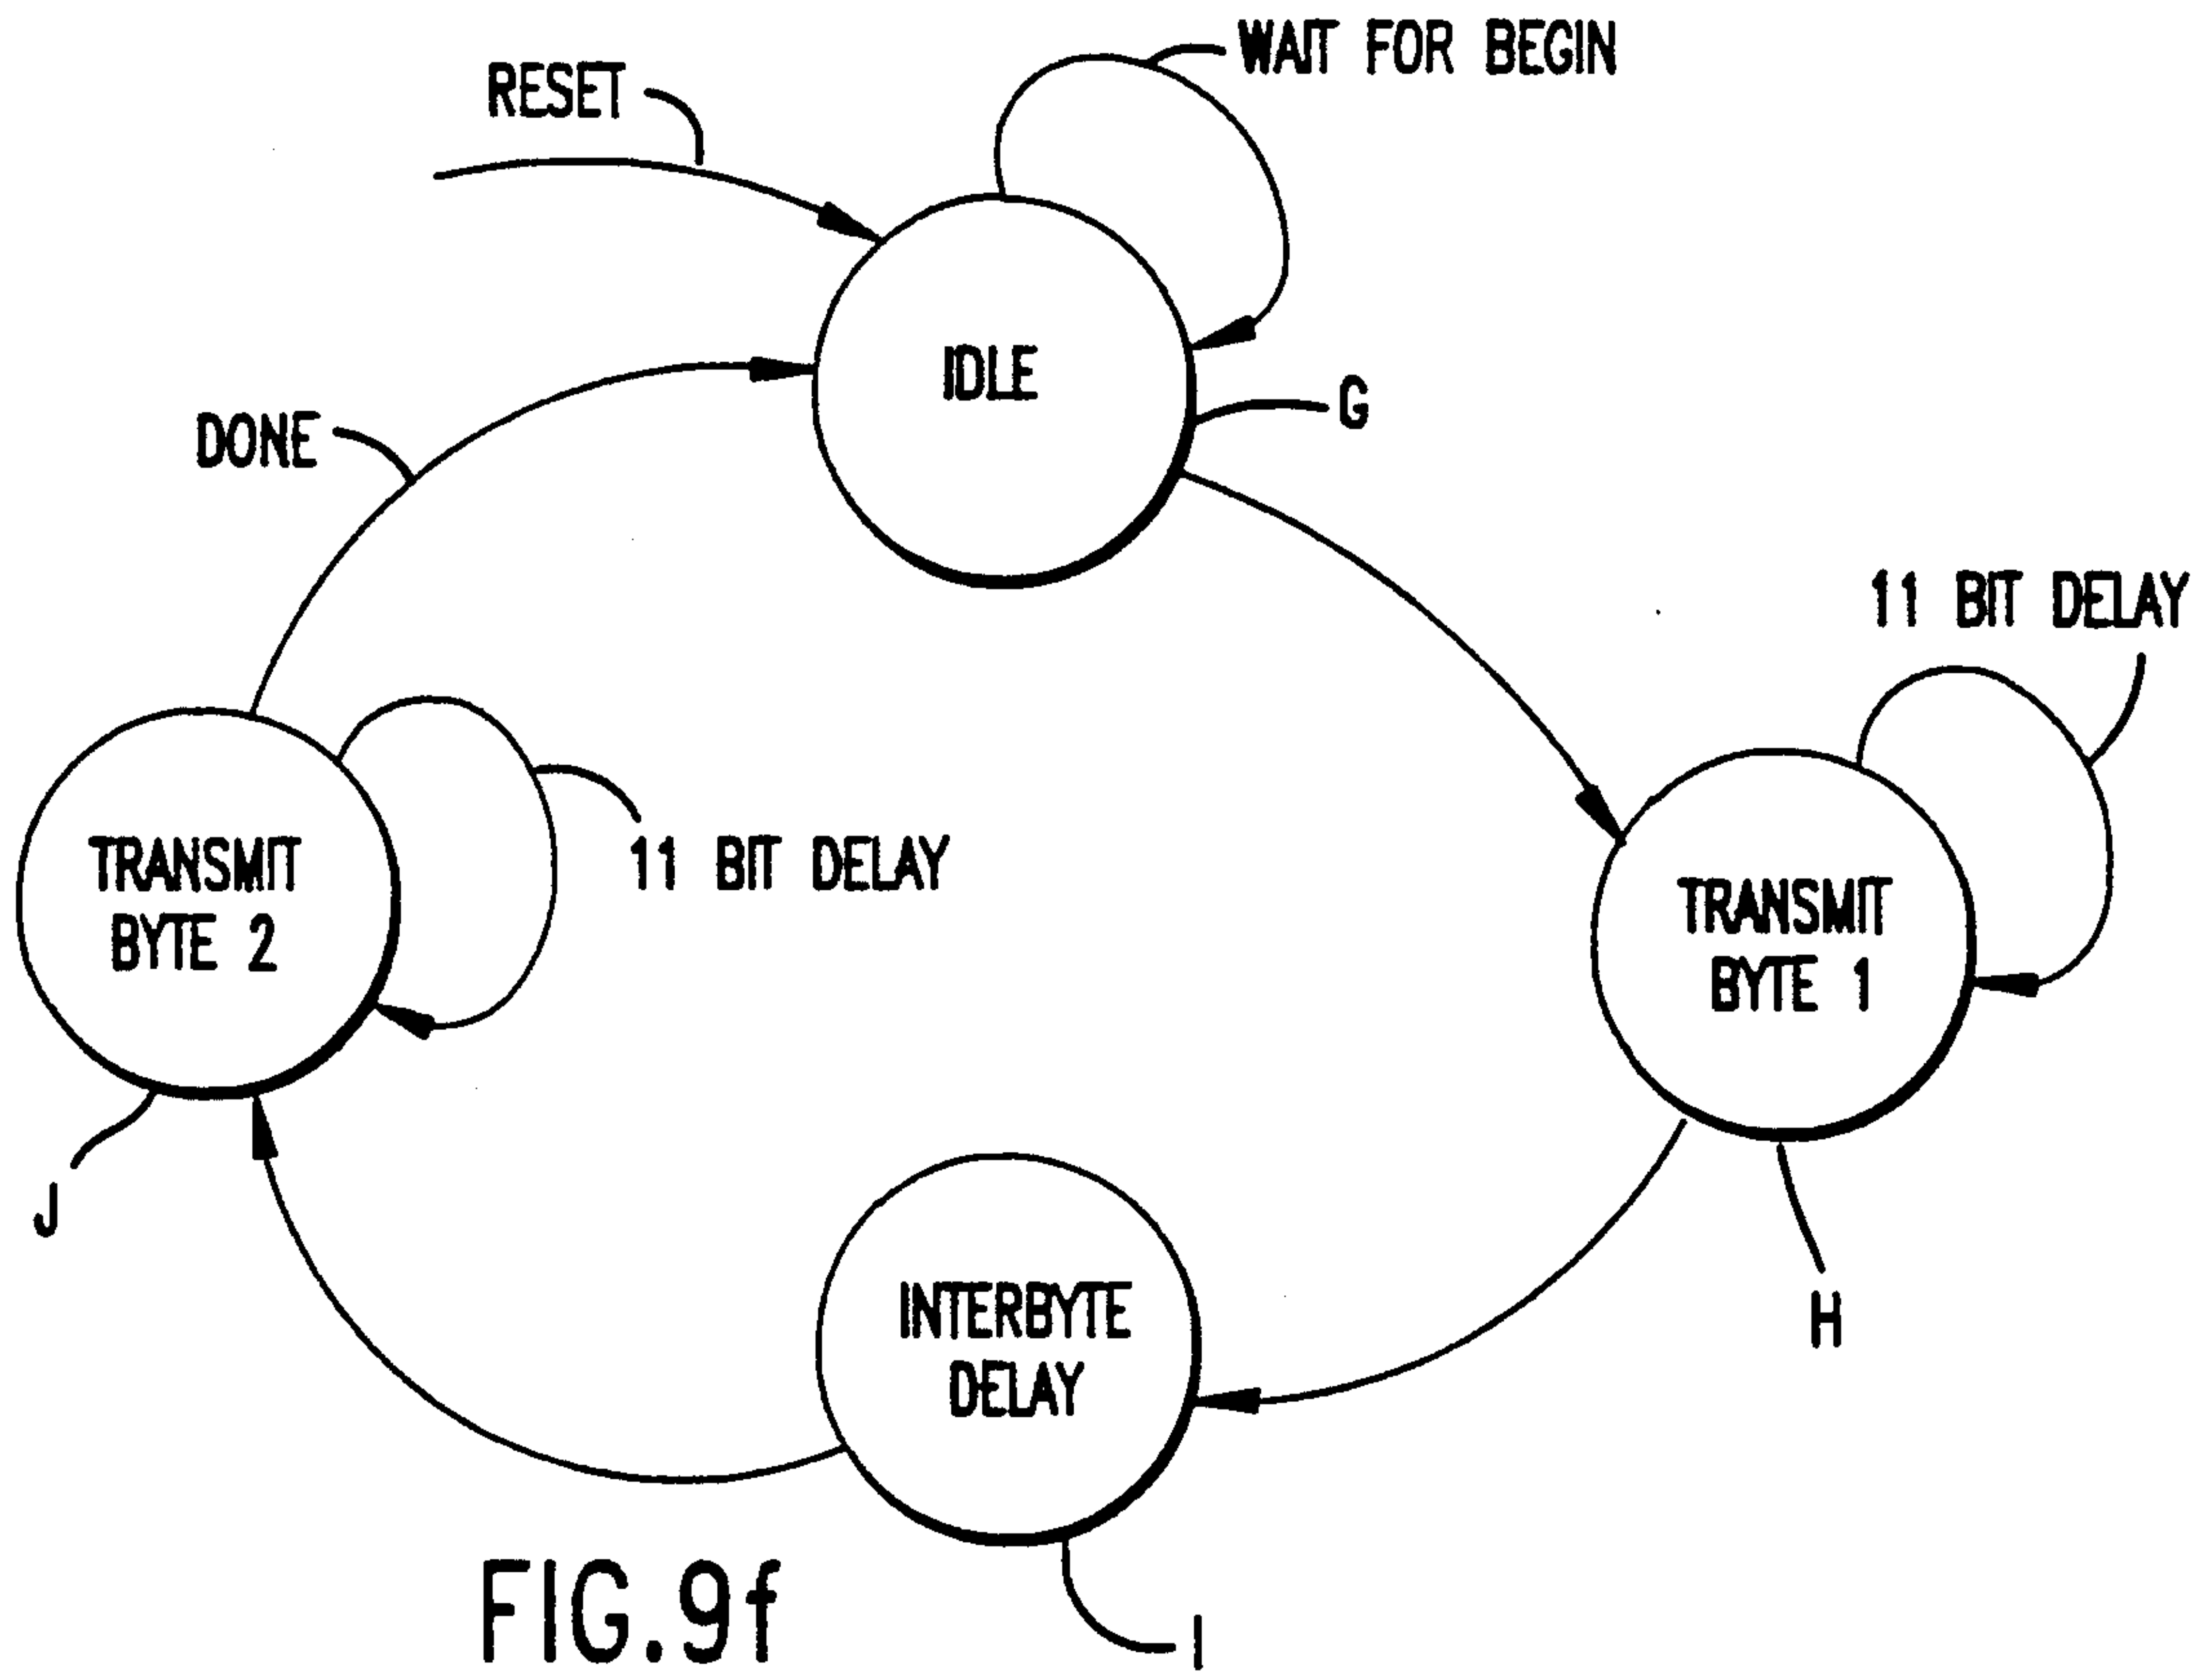 WAIT FOR BEGIN
RESET
IDLE
G
DONE
11 BIT DELAY
TRANSMIT
BYTE 2
11 BIT DELAY
TRANSMIT
BYTE 1
J
INTERBYTE
DELAY
H
I
FIG.9f